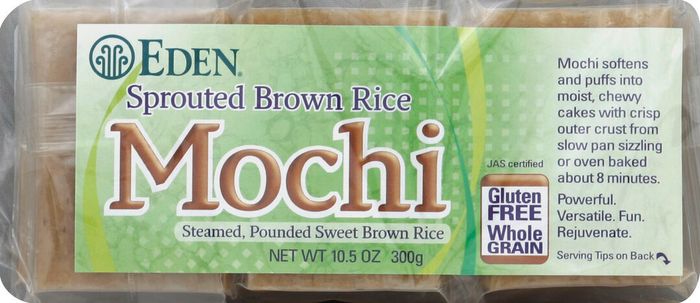 EDEN®
Sprouted Brown Rice
Mochi
Steamed, Pounded Sweet Brown Rice
NET WT 10.5 OZ 300g
JAS certified
Gluten
FREE
Whole
GRAIN
Mochi softens
and puffs into
moist, chewy
cakes with crisp
outer crust from
slow pan sizzling
or oven baked
about 8 minutes.
Powerful.
Versatile. Fun.
Rejuvenate.
Serving Tips on Back